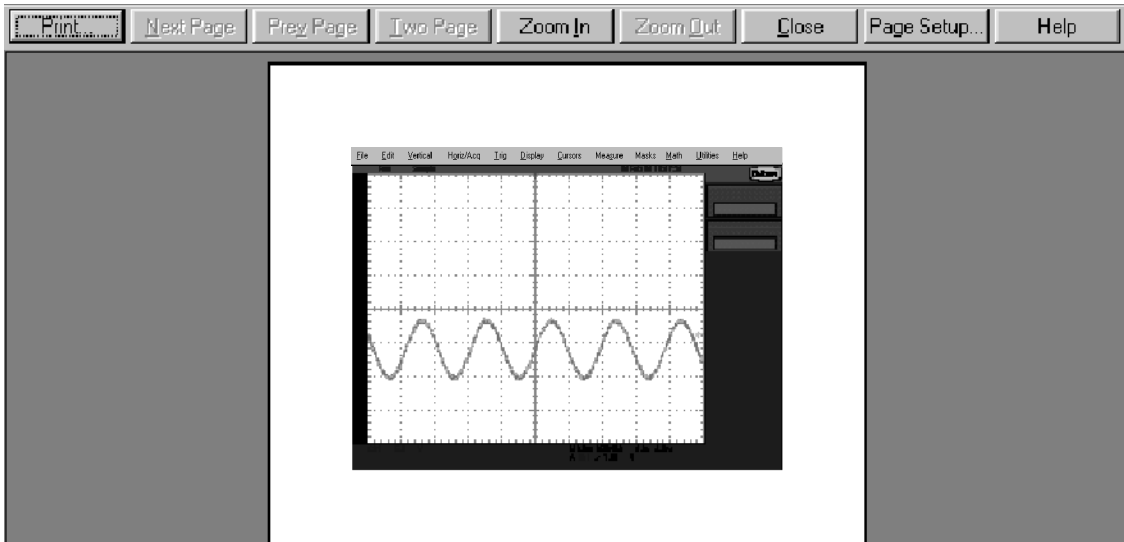 Print... Next Page Prev Page Two Page Zoom In Zoom Out Close Page Setup... Help
File Edit Vertical Horiz/Acq Trig Display Cursors Measure Masks Math Utilities Help
Buttons